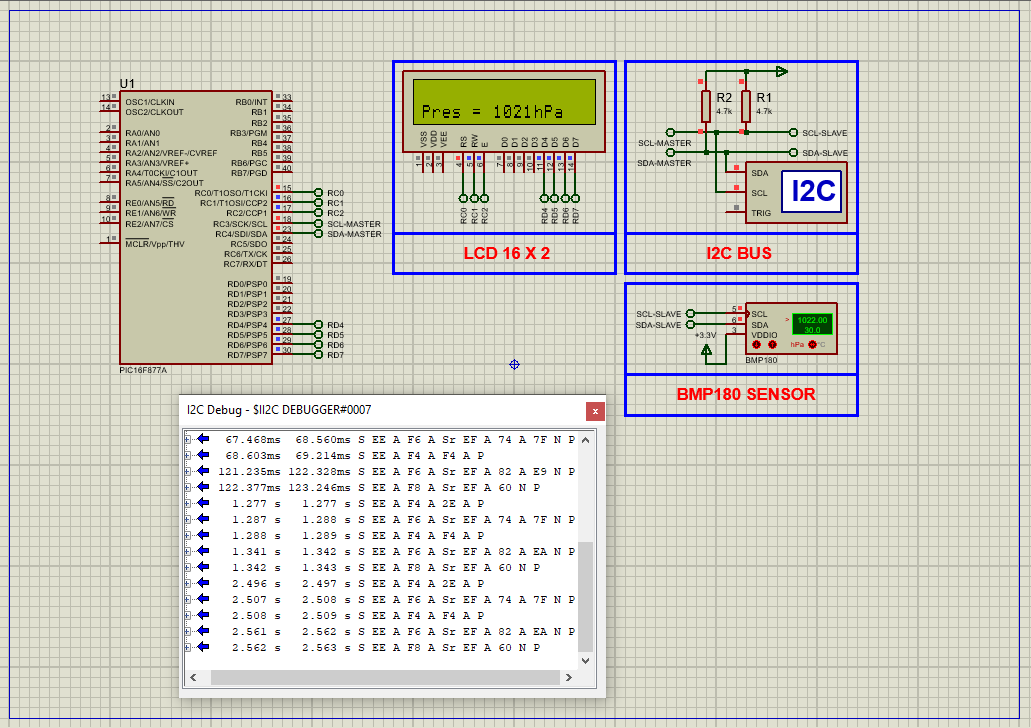 U1
13 OSC1/CLKIN RB0/INT 33
14 OSC2/CLKOUT RB1 34
RB2 35
2 RA0/AN0 RB3/PGM 36
3 RA1/AN1 RB4 37
4 RA2/AN2/VREF-/CVREF RB5 38
5 RA3/AN3/VREF+ RB6/PGC 39
6 RA4/T0CKI/C1OUT RB7/PGD 40
7 RA5/AN4/SS/C2OUT
RC0/T1OSO/T1CKI 15 RC0
8 RE0/AN5/RD RC1/T1OSI/CCP2 16 RC1
9 RE1/AN6/WR RC2/CCP1 17 RC2
10 RE2/AN7/CS RC3/SCK/SCL 18 SCL-MASTER
RC4/SDI/SDA 23 SDA-MASTER
1 MCLR/Vpp/THV RC5/SDO 24
RC6/TX/CK 25
RC7/RX/DT 26
RD0/PSP0 19
RD1/PSP1 20
RD2/PSP2 21
RD3/PSP3 22
RD4/PSP4 27 RD4
RD5/PSP5 28 RD5
RD6/PSP6 29 RD6
RD7/PSP7 30 RD7
PIC16F877A
Pres = 1021hPa
VSS VDD VEE RS RW E D0 D1 D2 D3 D4 D5 D6 D7
1 2 3 4 5 6 7 8 9 10 11 12 13 14
RC0 RC1 RC2 RD4 RD5 RD6 RD7
LCD 16 X 2
R2 R1
4.7k 4.7k
SCL-MASTER SCL-SLAVE
SDA-MASTER SDA-SLAVE
SDA
SCL
TRIG
I2C
I2C BUS
SCL-SLAVE 5 SCL
SDA-SLAVE 6 SDA
+3.3V 3 VDDIO
1022.00
30.0
hPa °C
BMP180
BMP180 SENSOR
I2C Debug - $II2C DEBUGGER#0007
x
67.468ms 68.560ms S EE A F6 A Sr EF A 74 A 7F N P
68.603ms 69.214ms S EE A F4 A F4 A P
121.235ms 122.328ms S EE A F6 A Sr EF A 82 A E9 N P
122.377ms 123.246ms S EE A F8 A Sr EF A 60 N P
1.277 s 1.277 s S EE A F4 A 2E A P
1.287 s 1.288 s S EE A F6 A Sr EF A 74 A 7F N P
1.288 s 1.289 s S EE A F4 A F4 A P
1.341 s 1.342 s S EE A F6 A Sr EF A 82 A EA N P
1.342 s 1.343 s S EE A F8 A Sr EF A 60 N P
2.496 s 2.497 s S EE A F4 A 2E A P
2.507 s 2.508 s S EE A F6 A Sr EF A 74 A 7F N P
2.508 s 2.509 s S EE A F4 A F4 A P
2.561 s 2.562 s S EE A F6 A Sr EF A 82 A EA N P
2.562 s 2.563 s S EE A F8 A Sr EF A 60 N P